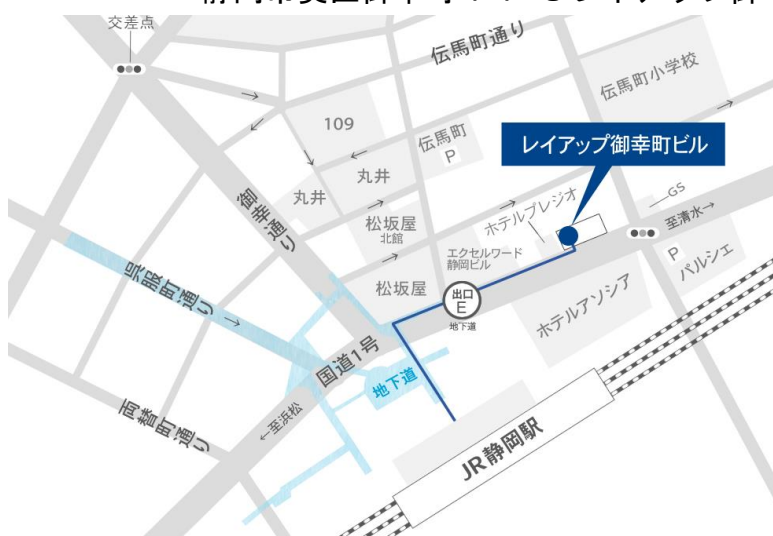 交差点
伝馬町通り
伝馬町小学校
109
伝馬町
P
レイアップ御幸町ビル
丸井
丸井
御幸通り
松坂屋
北館
ホテルプレジオ
GS
至清水→
エクセルワード
静岡ビル
P
パルシェ
呉服町通り
松坂屋
出口
E
地下道
ホテルアソシア
国道1号
地下道
両替町通り
←至浜松
JR静岡駅